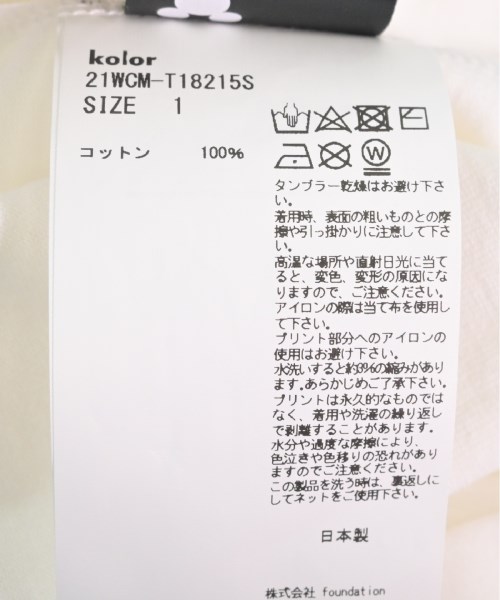 kolor
21WCM-T18215S
SIZE 1
コットン 100%
W
タンブラー乾燥はお避け下さ
い。
着用時、表面の粗いものとの摩
擦や引っ掛かりに注意して下さ
い。
高温な場所や直射日光に当て
ると、変色、変形の原因にな
りますので、ご注意ください。
アイロンの際は当て布を使用し
て下さい。
プリント部分へのアイロンの
使用はお避け下さい。
水洗いすると約3%の縮みがあり
ます。あらかじめご了承下さい。
プリントは永久的なものでは
なく、着用や洗濯の繰り返し
で剥離することがあります。
水分や過度な摩擦により、
色泣きや色移りの恐れがあり
ますのでご注意ください。
この製品を洗う時は、裏返しに
してネットをご使用下さい。
日本製
株式会社 foundation